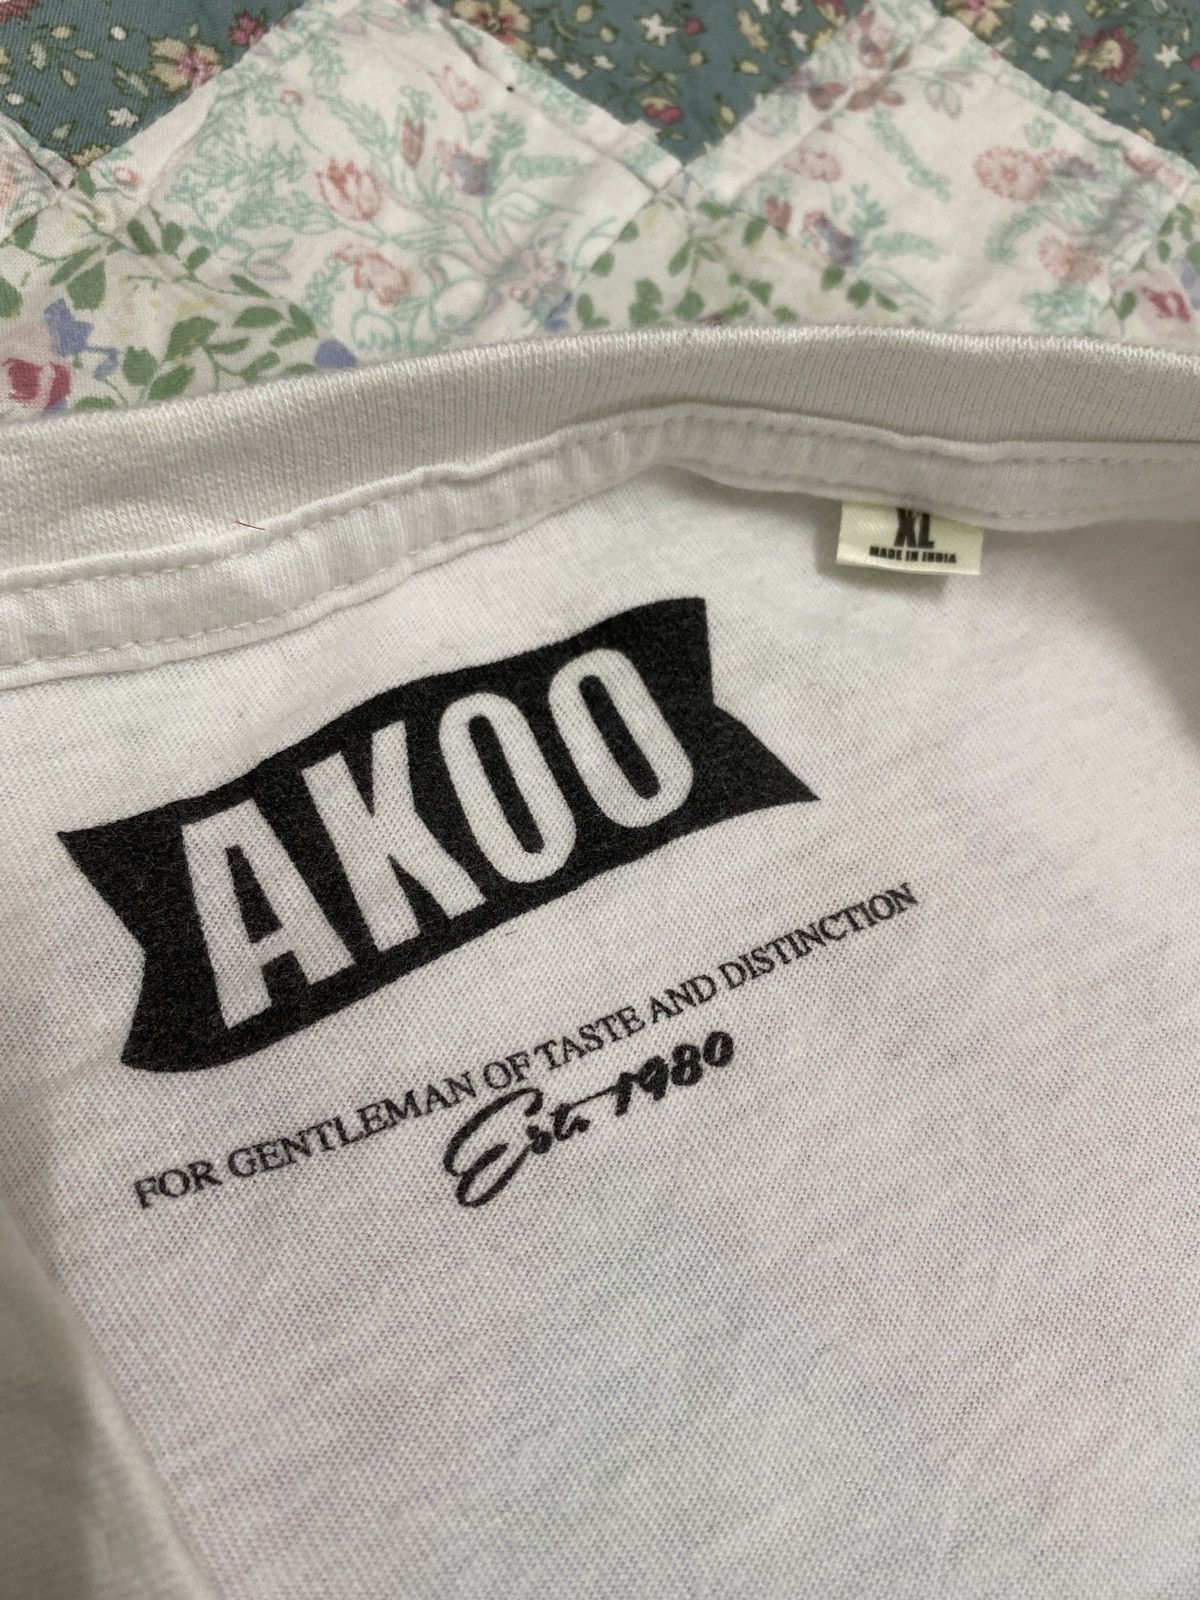 XL
MADE IN INDIA
AKOO
FOR GENTLEMAN OF TASTE AND DISTINCTION
Est. 1980